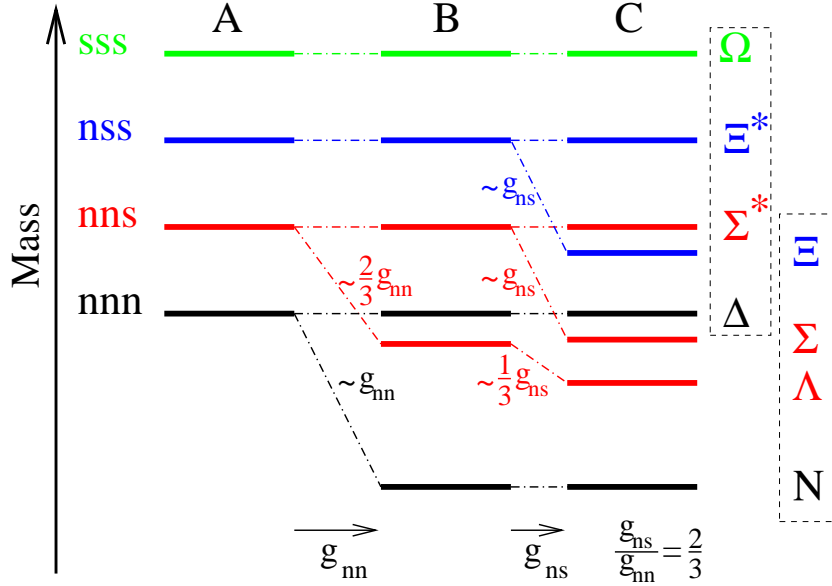 A B C
sss Ω
nss Ξ*
~g_ns
nns Σ*
Ξ
~2/3 g_nn ~g_ns
nnn Δ
Σ
~g_nn ~1/3 g_ns Λ
N
g_nn g_ns g_ns/g_nn = 2/3
Mass